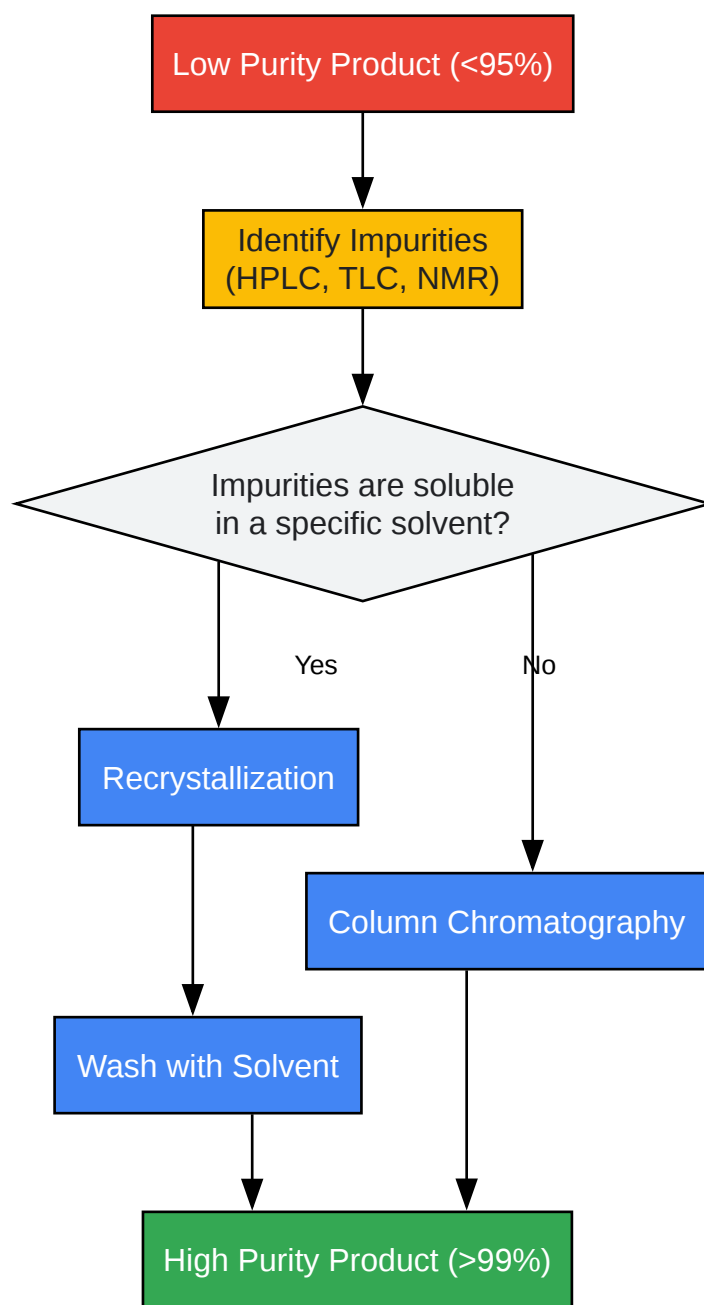 Low Purity Product (<95%)
Identify Impurities
(HPLC, TLC, NMR)
Impurities are soluble
in a specific solvent?
Yes
No
Recrystallization
Column Chromatography
Wash with Solvent
High Purity Product (>99%)